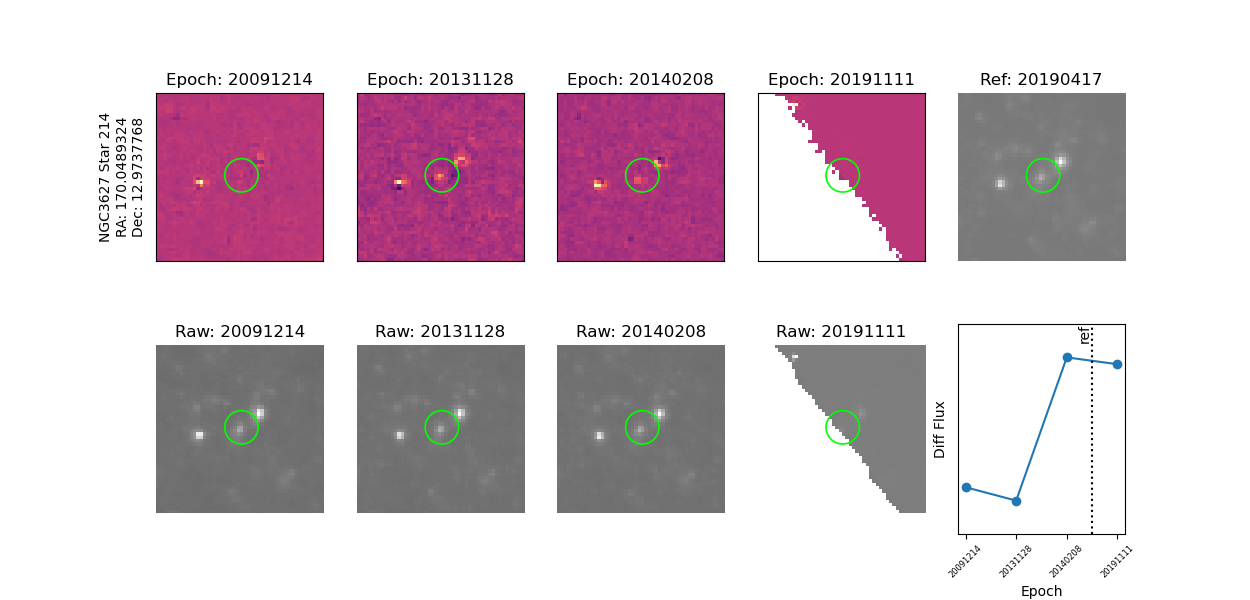 NGC3627 Star 214
RA: 170.0489324
Dec: 12.9737768
Epoch: 20091214
Epoch: 20131128
Epoch: 20140208
Epoch: 20191111
Ref: 20190417
Raw: 20091214
Raw: 20131128
Raw: 20140208
Raw: 20191111
ref
Diff Flux
20091214
20131128
20140208
20191111
Epoch